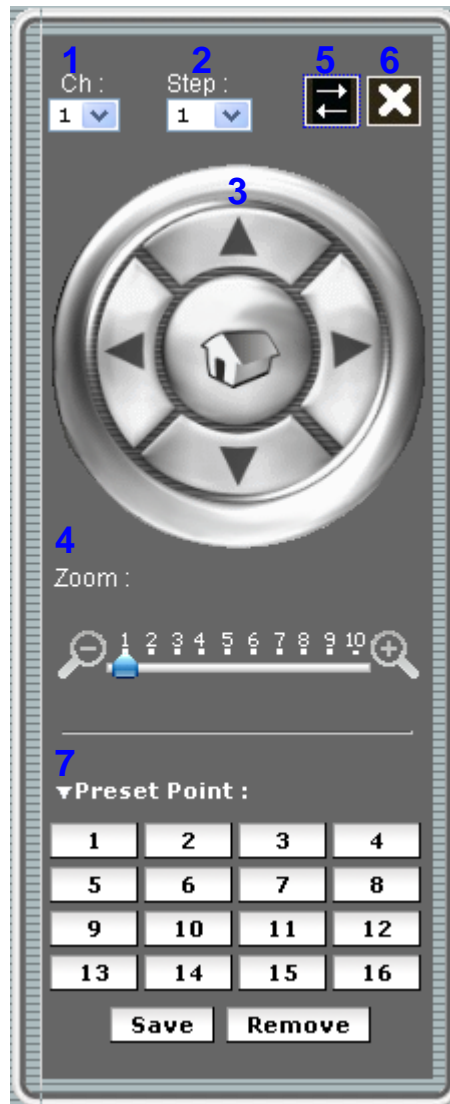 1 2 5 6
Ch : Step :
1 1
3
4
Zoom :
1 2 3 4 5 6 7 8 9 10
7
▼Preset Point :
1 2 3 4
5 6 7 8
9 10 11 12
13 14 15 16
Save Remove